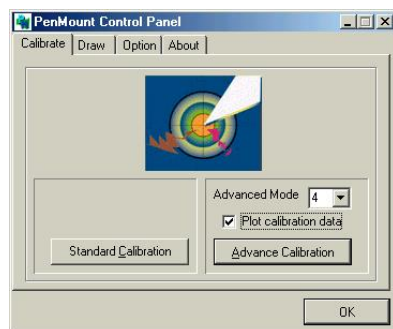 PenMount Control Panel
Calibrate Draw Option About
Advanced Mode 4
Plot calibration data
Standard Calibration Advance Calibration
OK